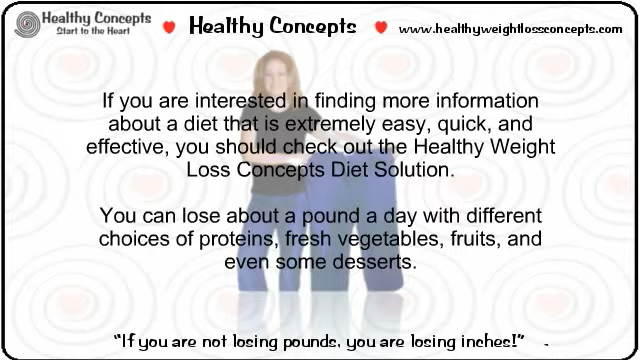 Healthy Concepts
Start to the Heart
Healthy Concepts
www.healthyweightlossconcepts.com
If you are interested in finding more information
about a diet that is extremely easy, quick, and
effective, you should check out the Healthy Weight
Loss Concepts Diet Solution.
You can lose about a pound a day with different
choices of proteins, fresh vegetables, fruits, and
even some desserts.
"If you are not losing pounds, you are losing inches!"